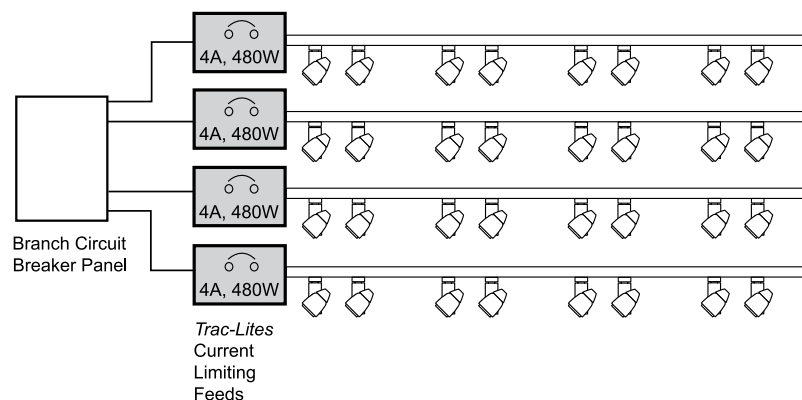 4A, 480W
4A, 480W
4A, 480W
4A, 480W
Branch Circuit
Breaker Panel
Trac-Lites
Current
Limiting
Feeds